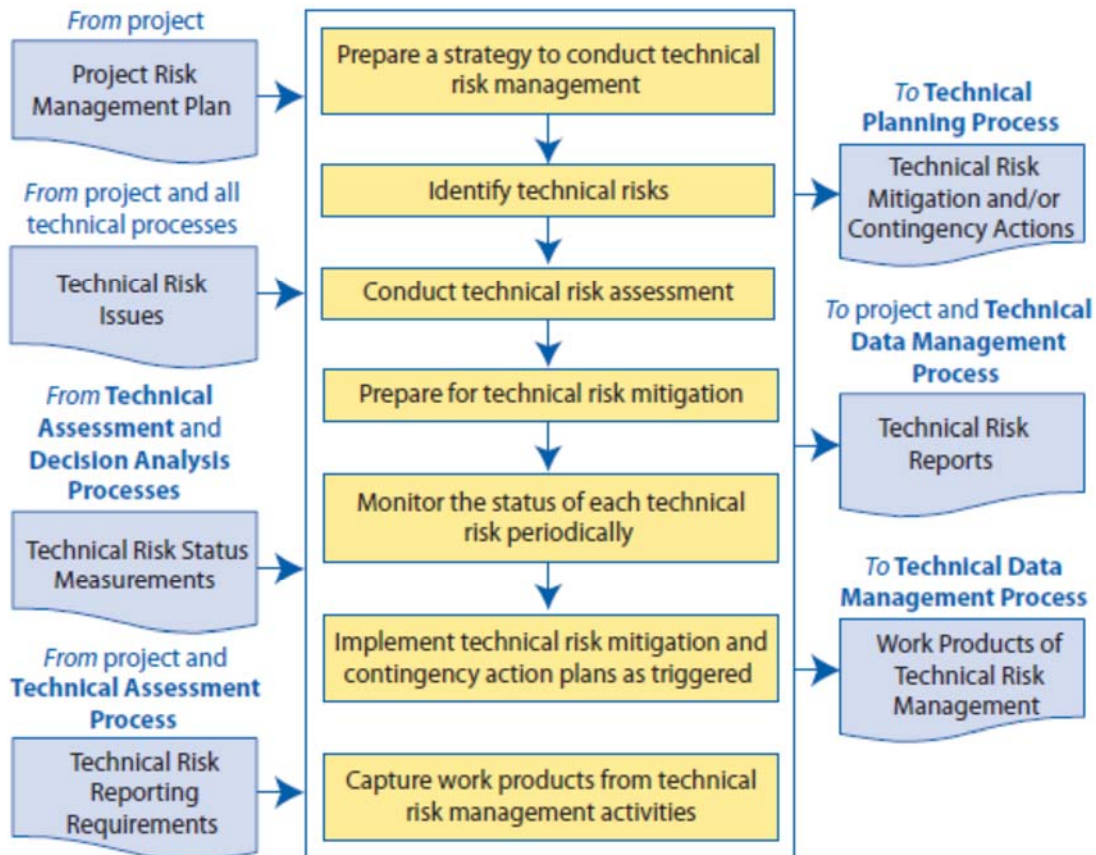 From project
Project Risk
Management Plan
From project and all
technical processes
Technical Risk
Issues
From Technical
Assessment and
Decision Analysis
Processes
Technical Risk Status
Measurements
From project and
Technical Assessment
Process
Technical Risk
Reporting
Requirements
Prepare a strategy to conduct technical
risk management
Identify technical risks
Conduct technical risk assessment
Prepare for technical risk mitigation
Monitor the status of each technical
risk periodically
Implement technical risk mitigation and
contingency action plans as triggered
Capture work products from technical
risk management activities
To Technical
Planning Process
Technical Risk
Mitigation and/or
Contingency Actions
To project and Technical
Data Management
Process
Technical Risk
Reports
To Technical Data
Management Process
Work Products of
Technical Risk
Management